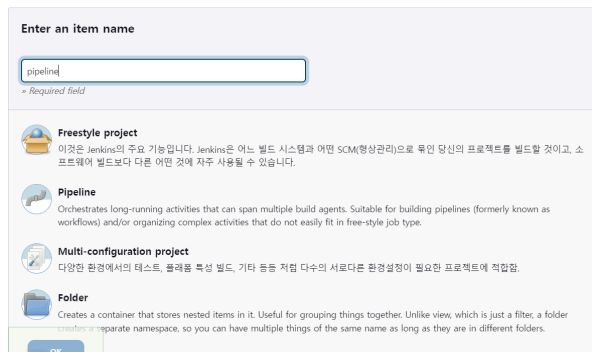 Enter an item name
pipeline
» Required field
Freestyle project
이것은 Jenkins의 주요 기능입니다. Jenkins은 어느 빌드 시스템과 어떤 SCM(형상관리)으로 묶인 당신의 프로젝트를 빌드할 것이고, 소
프트웨어 빌드보다 다른 어떤 것에 자주 사용될 수 있습니다.
Pipeline
Orchestrates long-running activities that can span multiple build agents. Suitable for building pipelines (formerly known as
workflows) and/or organizing complex activities that do not easily fit in free-style job type.
Multi-configuration project
다양한 환경에서의 테스트, 플래폼 특성 빌드, 기타 등등 처럼 다수의 서로다른 환경설정이 필요한 프로젝트에 적합함.
Folder
Creates a container that stores nested items in it. Useful for grouping things together. Unlike view, which is just a filter, a folder
creates a separate namespace, so you can have multiple things of the same name as long as they are in different folders.
OK